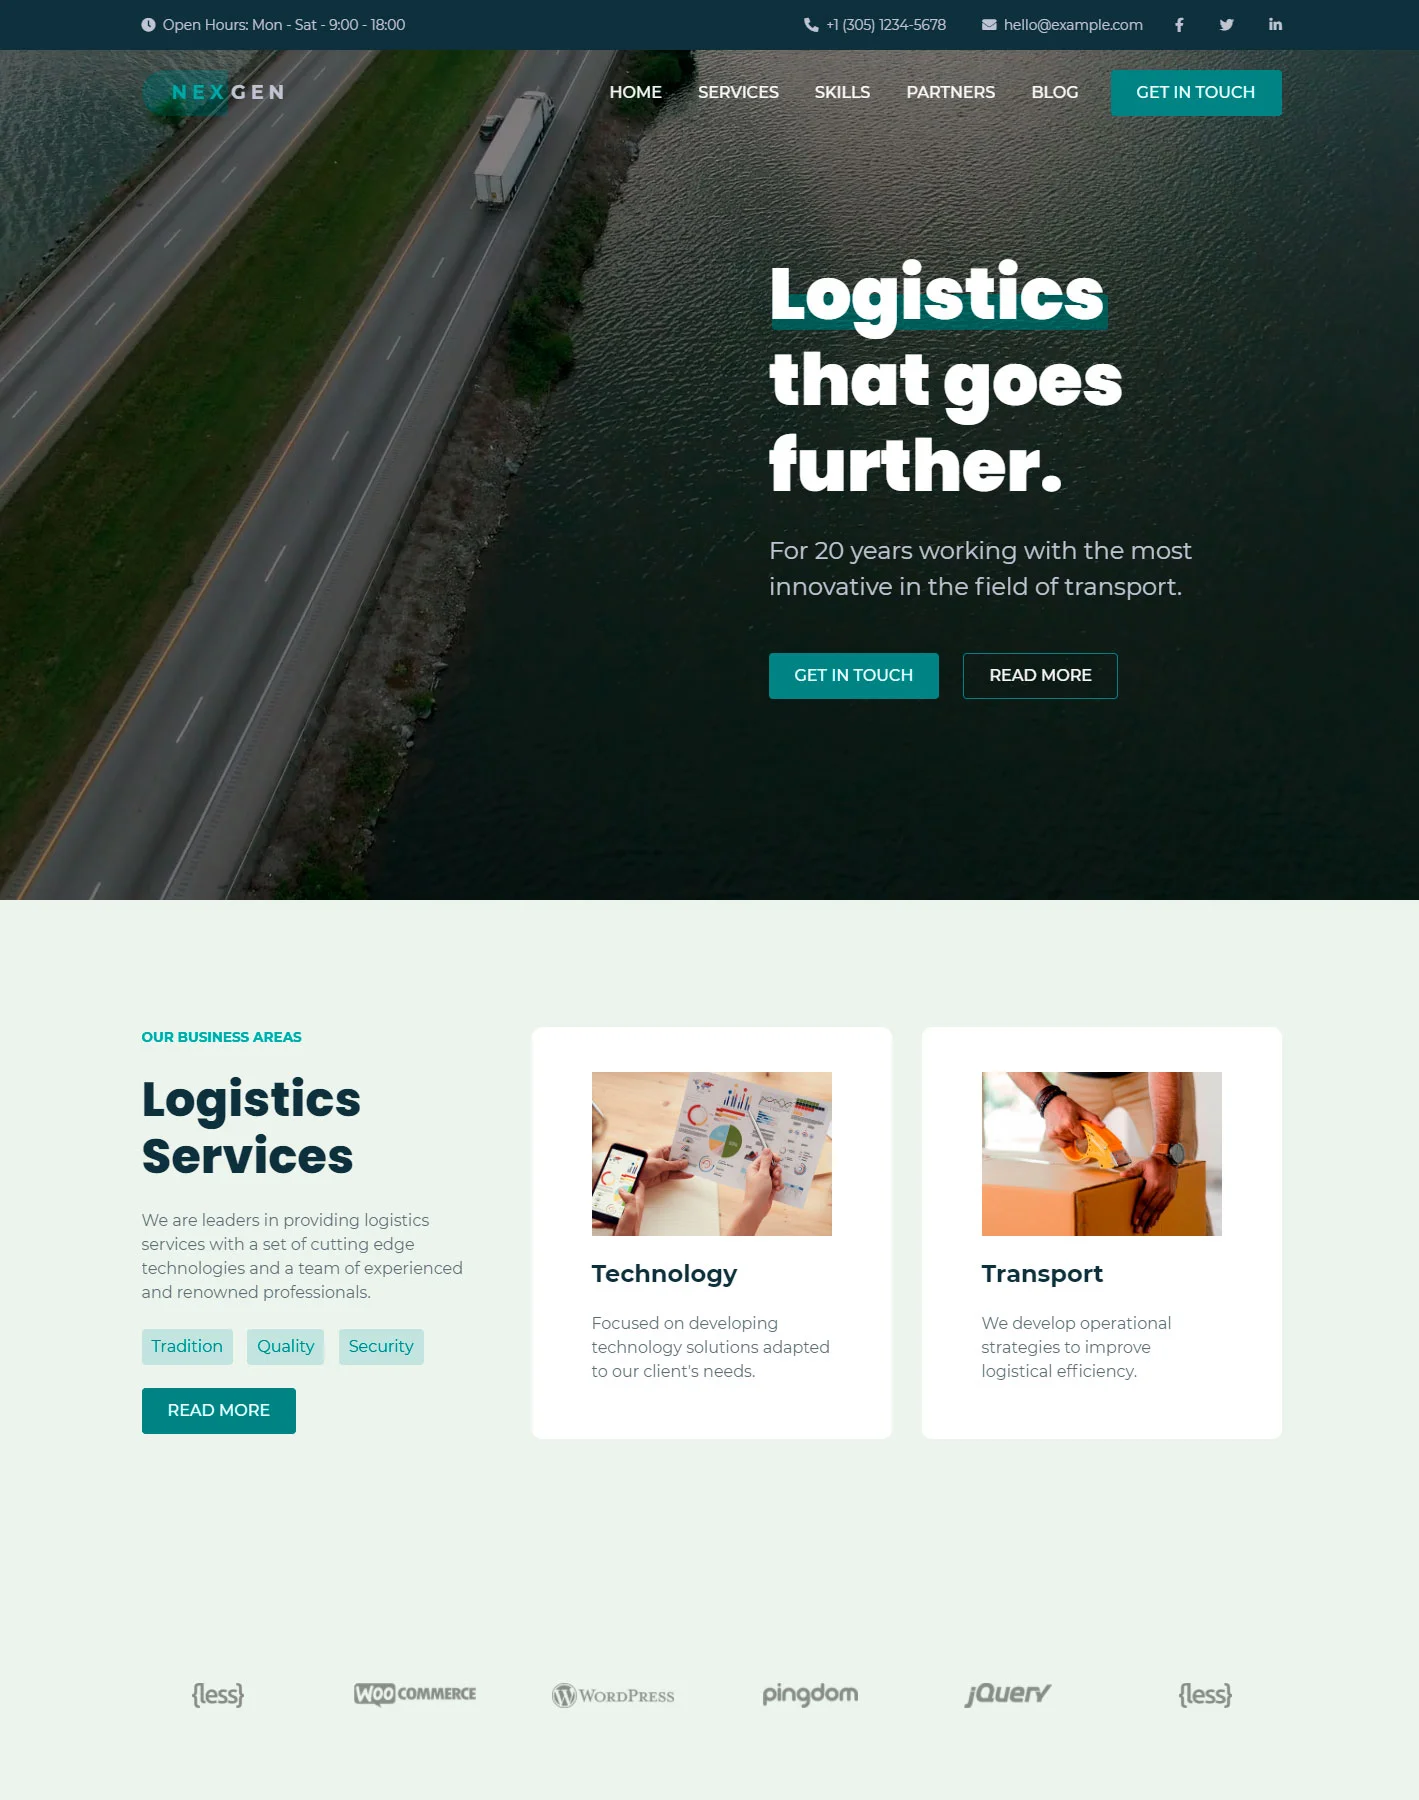 Open Hours: Mon - Sat - 9:00 - 18:00
+1 (305) 1234-5678
hello@example.com
NEXGEN
HOME
SERVICES
SKILLS
PARTNERS
BLOG
GET IN TOUCH
Logistics
that goes
further.
For 20 years working with the most
innovative in the field of transport.
GET IN TOUCH
READ MORE
OUR BUSINESS AREAS
Logistics
Services
We are leaders in providing logistics
services with a set of cutting edge
technologies and a team of experienced
and renowned professionals.
Tradition
Quality
Security
READ MORE
Technology
Focused on developing
technology solutions adapted
to our client's needs.
Transport
We develop operational
strategies to improve
logistical efficiency.
{less}
WOO COMMERCE
WORDPRESS
pingdom
jQuery
{less}